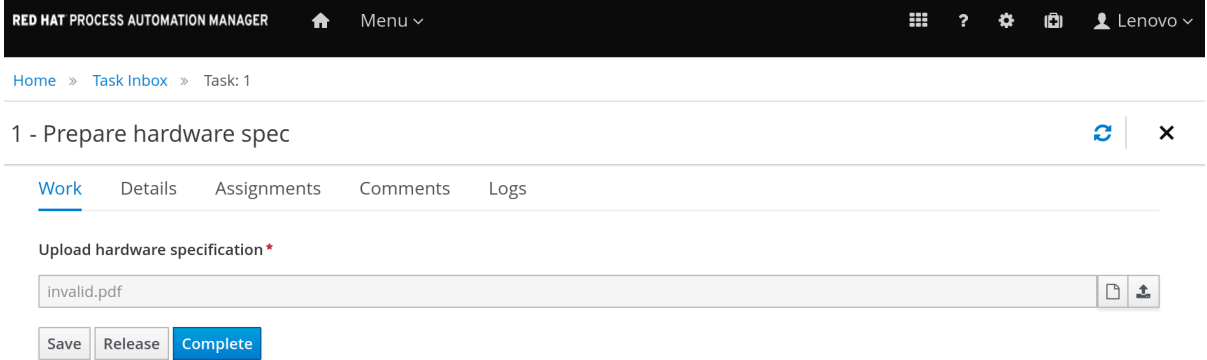 RED HAT PROCESS AUTOMATION MANAGER Menu ? Lenovo
Home » Task Inbox » Task: 1
1 - Prepare hardware spec
Work Details Assignments Comments Logs
Upload hardware specification*
invalid.pdf
Save Release Complete